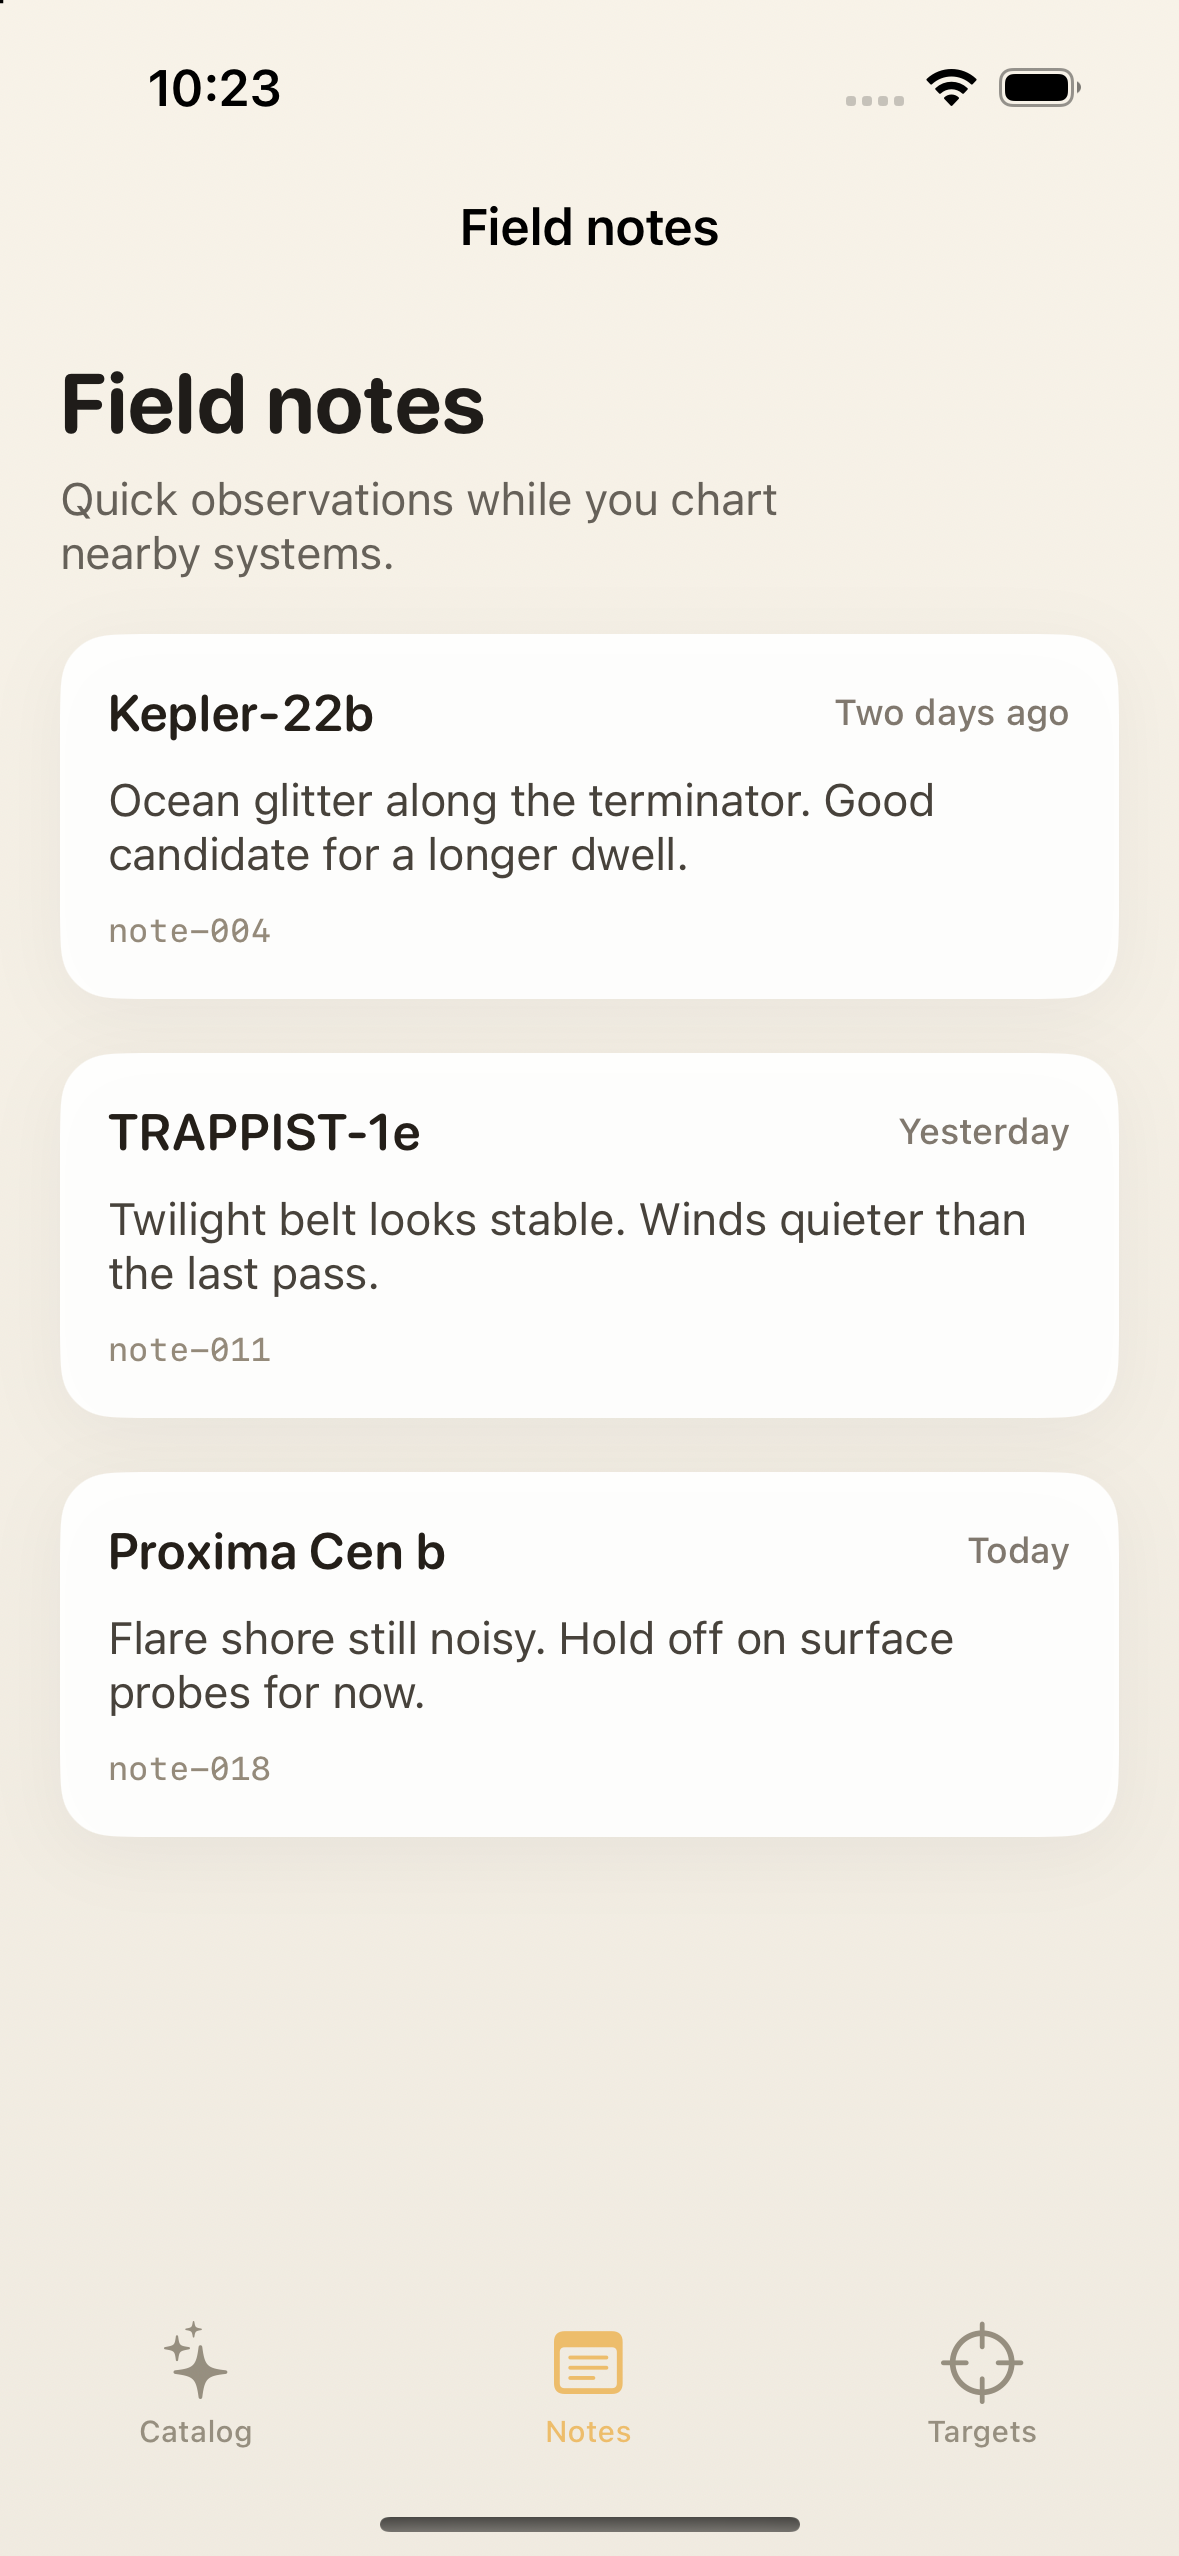 10:23
Field notes
Field notes
Quick observations while you chart
nearby systems.
Kepler-22b
Two days ago
Ocean glitter along the terminator. Good
candidate for a longer dwell.
note-004
TRAPPIST-1e
Yesterday
Twilight belt looks stable. Winds quieter than
the last pass.
note-011
Proxima Cen b
Today
Flare shore still noisy. Hold off on surface
probes for now.
note-018
Catalog
Notes
Targets